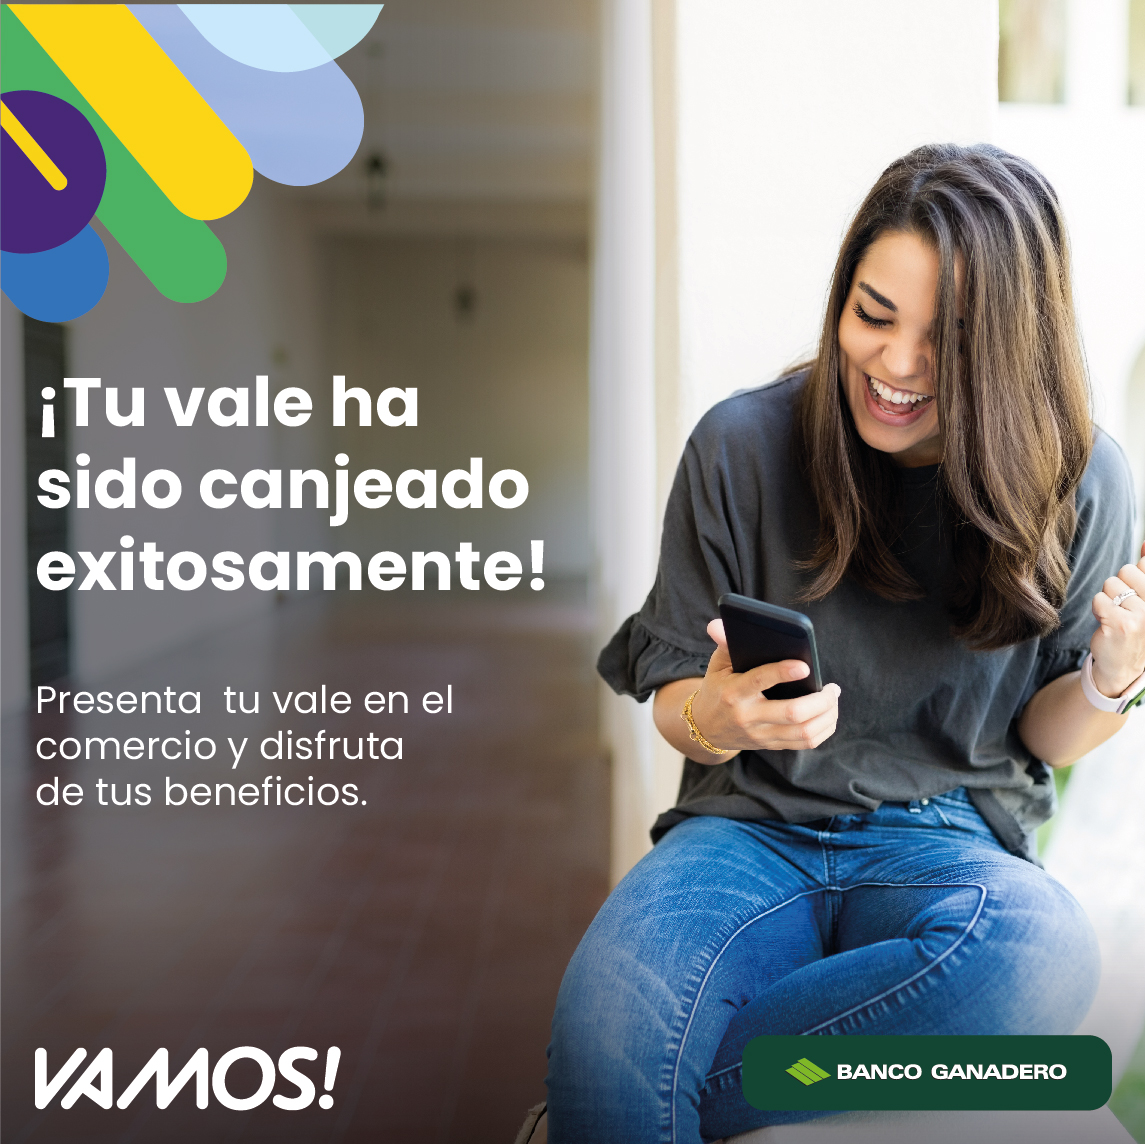 ¡Tu vale ha
sido canjeado
exitosamente!
Presenta  tu vale en el
comercio y disfruta
de tus beneficios.
VAMOS!
BANCO GANADERO